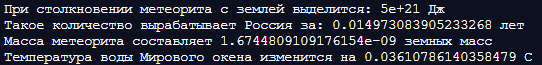 При столкновении метеорита с землей выделится: 5e+21 Дж
Такое количество вырабатывает Россия за: 0.014973083905233268 лет
Масса метеорита составляет 1.6744809109176154e-09 земных масс
Температура воды Мирового окена изменится на 0.03610786140358479 C